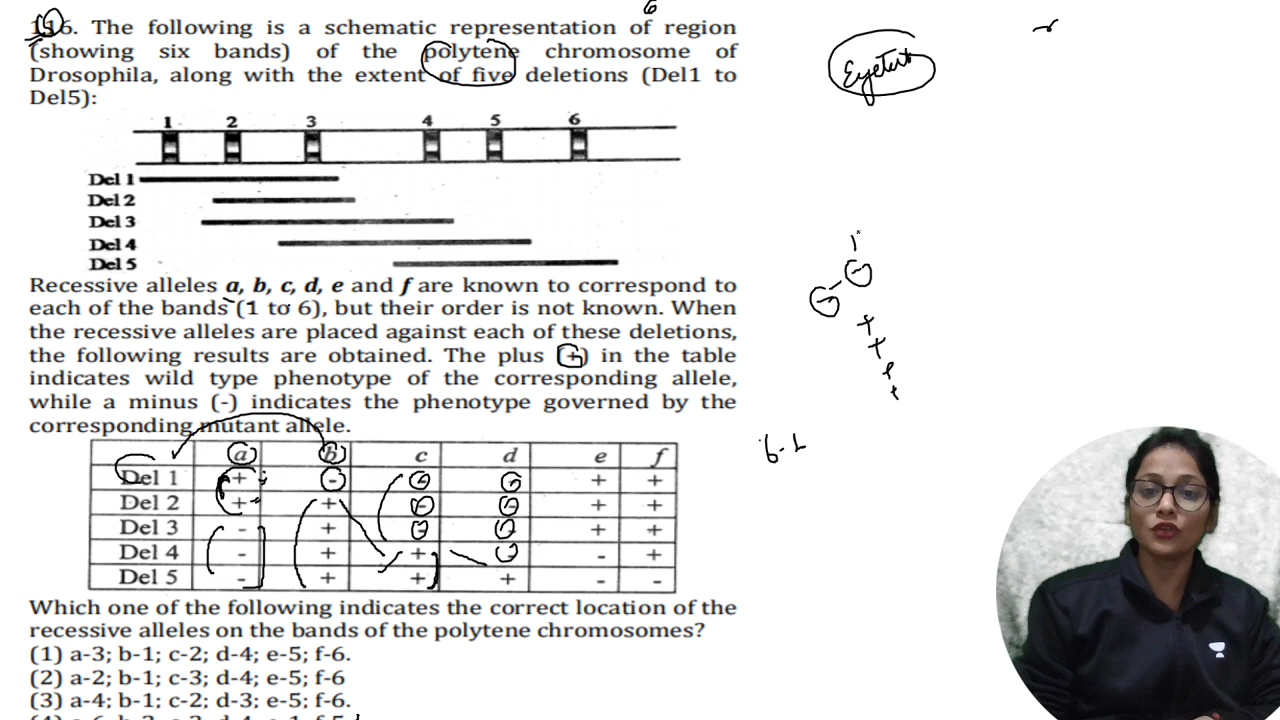 116. The following is a schematic representation of region
(showing six bands) of the polytene chromosome of
Drosophila, along with the extent of five deletions (Del1 to
Del5):
1 2 3 4 5 6
Del 1
Del 2
Del 3
Del 4
Del 5
Recessive alleles a, b, c, d, e and f are known to correspond to
each of the bands (1 to 6), but their order is not known. When
the recessive alleles are placed against each of these deletions,
the following results are obtained. The plus (+) in the table
indicates wild type phenotype of the corresponding allele,
while a minus (-) indicates the phenotype governed by the
corresponding mutant allele.
a b c d e f
Del 1 + - - - + +
Del 2 + + - - + +
Del 3 - + - - + +
Del 4 - + + - - +
Del 5 - + + + - -
Which one of the following indicates the correct location of the
recessive alleles on the bands of the polytene chromosomes?
(1) a-3; b-1; c-2; d-4; e-5; f-6.
(2) a-2; b-1; c-3; d-4; e-5; f-6
(3) a-4; b-1; c-2; d-3; e-5; f-6.
b-1